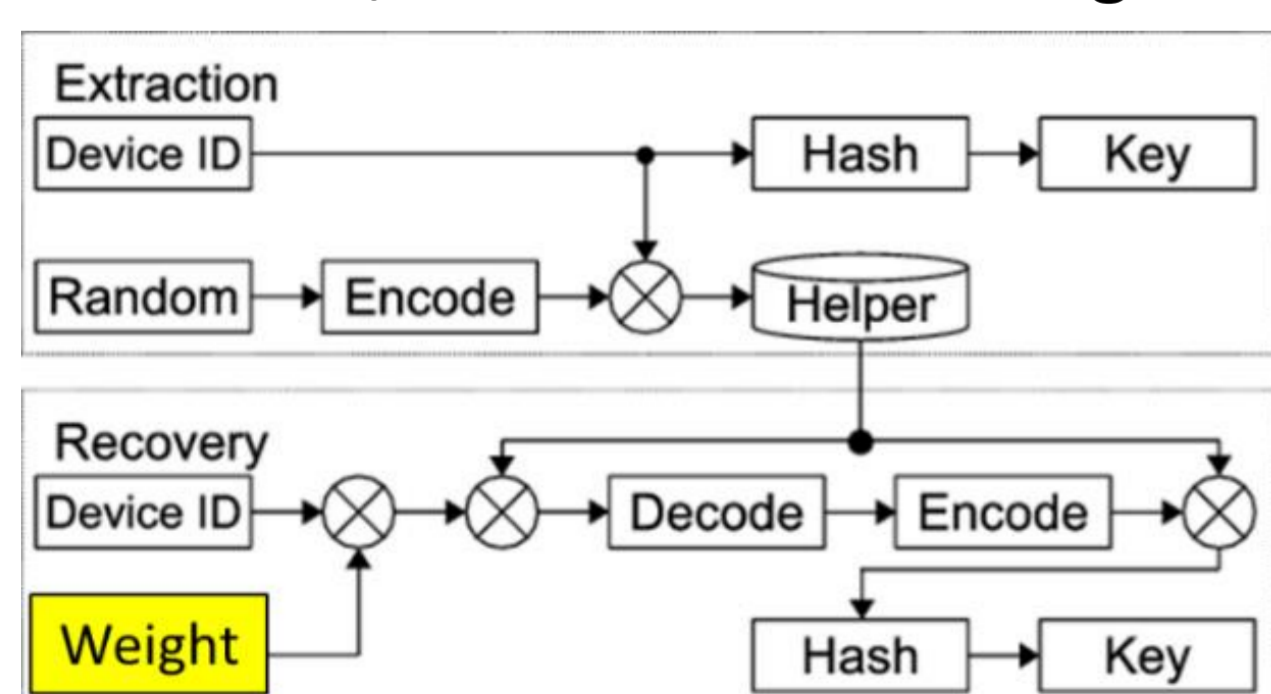 Extraction
Device ID
Hash
Key
Random
Encode
Helper
Recovery
Device ID
Decode
Encode
Weight
Hash
Key